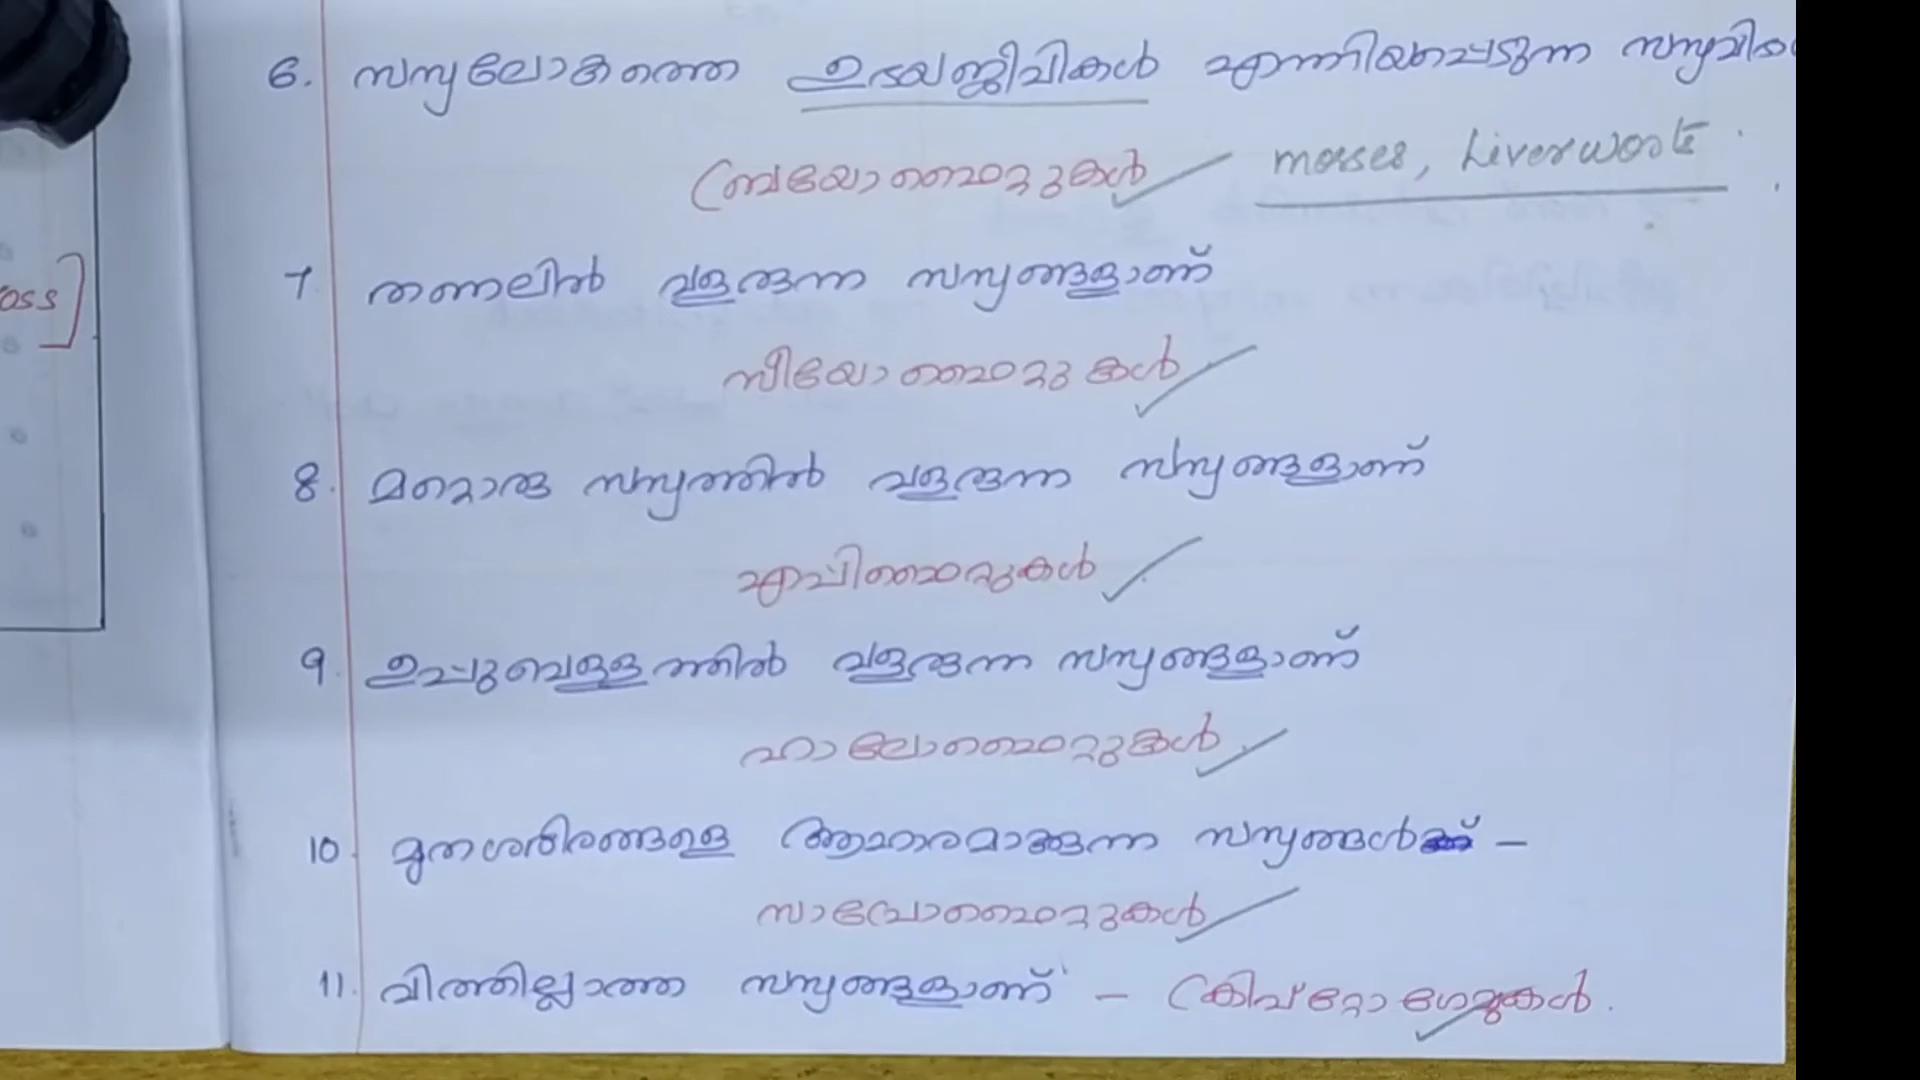 6. സസ്യലോകത്തെ ഉഭയജീവികൾ എന്നറിയപ്പെടുന്ന
ബ്രയോഫൈറ്റുകൾ mosses, Liverworts.
oss]
7 തണലിൽ വളരുന്ന സസ്യങ്ങളാണ്
സീയോഫൈറ്റുകൾ
8. മറ്റൊരു സസ്യത്തിൽ വളരുന്ന സസ്യങ്ങളാണ്
എപിഫൈറ്റുകൾ
9. ഉപ്പുവെള്ളത്തിൽ വളരുന്ന സസ്യങ്ങളാണ്
ഹാലോഫൈറ്റുകൾ
10. മൃതശരീരങ്ങളെ ആഹാരമാക്കുന്ന സസ്യങ്ങൾ -
സാപ്രോഫൈറ്റുകൾ
11. വിത്തില്ലാത്ത സസ്യങ്ങളാണ് - ക്രിപ്റ്റോഗേമുകൾ.